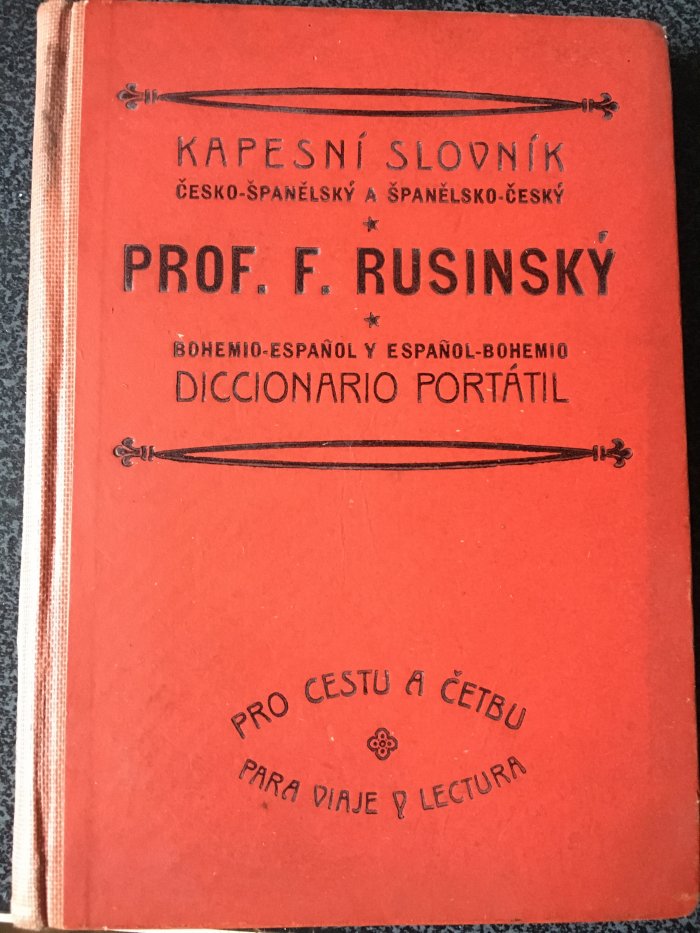 KAPESNÍ SLOVNÍK
ČESKO-ŠPANĚLSKÝ A ŠPANĚLSKO-ČESKÝ
PROF. F. RUSINSKÝ
BOHEMIO-ESPAÑOL Y ESPAÑOL-BOHEMIO
DICCIONARIO PORTÁTIL
PRO CESTU A ČETBU
PARA VIAJE Y LECTURA